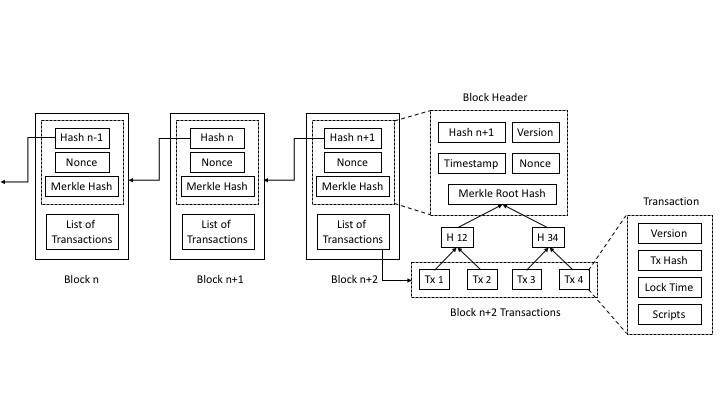 Hash n-1
Nonce
Merkle Hash
List of
Transactions
Block n
Hash n
Nonce
Merkle Hash
List of
Transactions
Block n+1
Hash n+1
Nonce
Merkle Hash
List of
Transactions
Block n+2
Block Header
Hash n+1
Version
Timestamp
Nonce
Merkle Root Hash
H 12
H 34
Tx 1
Tx 2
Tx 3
Tx 4
Block n+2 Transactions
Transaction
Version
Tx Hash
Lock Time
Scripts